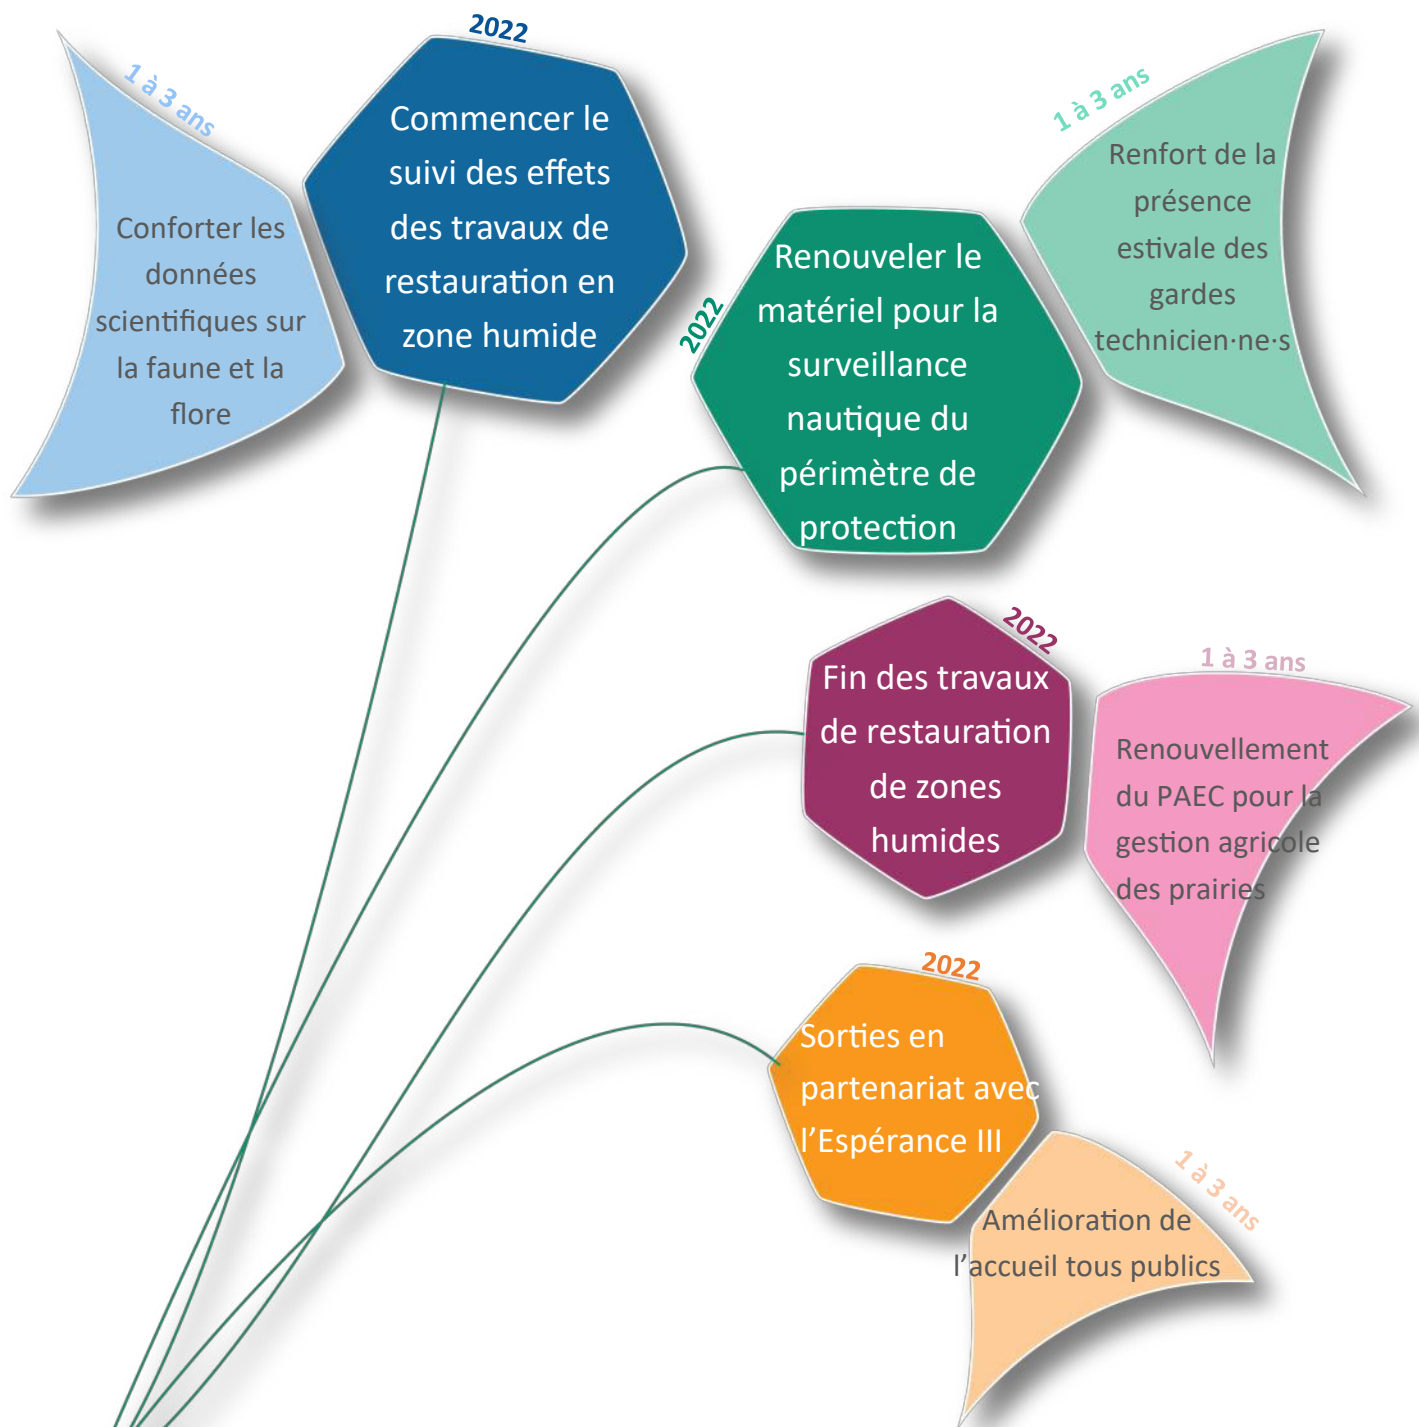 1 à 3 ans
Conforter les
données
scientifiques sur
la faune et la
flore
2022
Commencer le
suivi des effets
des travaux de
restauration en
zone humide
2022
Renouveler le
matériel pour la
surveillance
nautique du
périmètre de
protection
1 à 3 ans
Renfort de la
présence
estivale des
gardes
technicien·ne·s
2022
Fin des travaux
de restauration
de zones
humides
1 à 3 ans
Renouvellement
du PAEC pour la
gestion agricole
des prairies
2022
Sorties en
partenariat avec
l’Espérance III
1 à 3 ans
Amélioration de
l’accueil tous publics